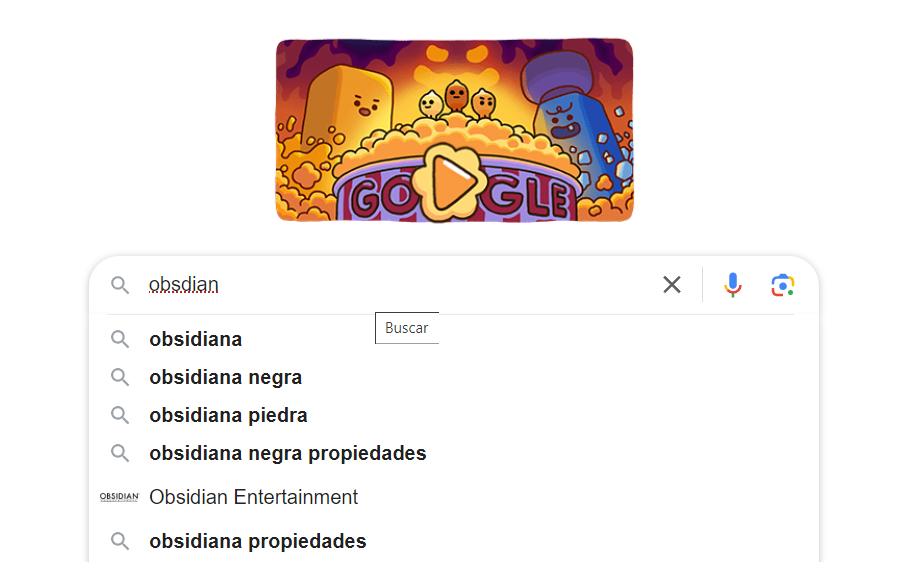 GOOGLE
obsdian
Buscar
obsidiana
obsidiana negra
obsidiana piedra
obsidiana negra propiedades
OBSIDIAN
Obsidian Entertainment
obsidiana propiedades